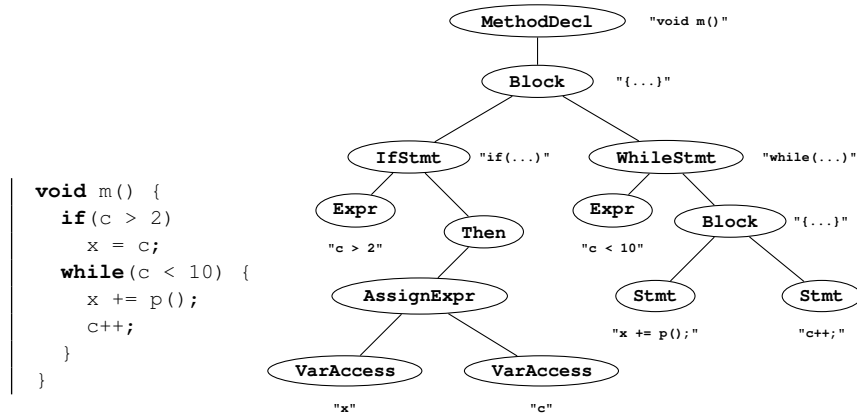 void m() {
if(c > 2)
x = c;
while(c < 10) {
x += p();
c++;
}
}
MethodDecl "void m()"
Block "{...}"
IfStmt "if(...)" WhileStmt "while(...)"
Expr Then Expr Block "{...}"
"c > 2" "c < 10"
AssignExpr Stmt Stmt
"x += p();" "c++;"
VarAccess VarAccess
"x" "c"